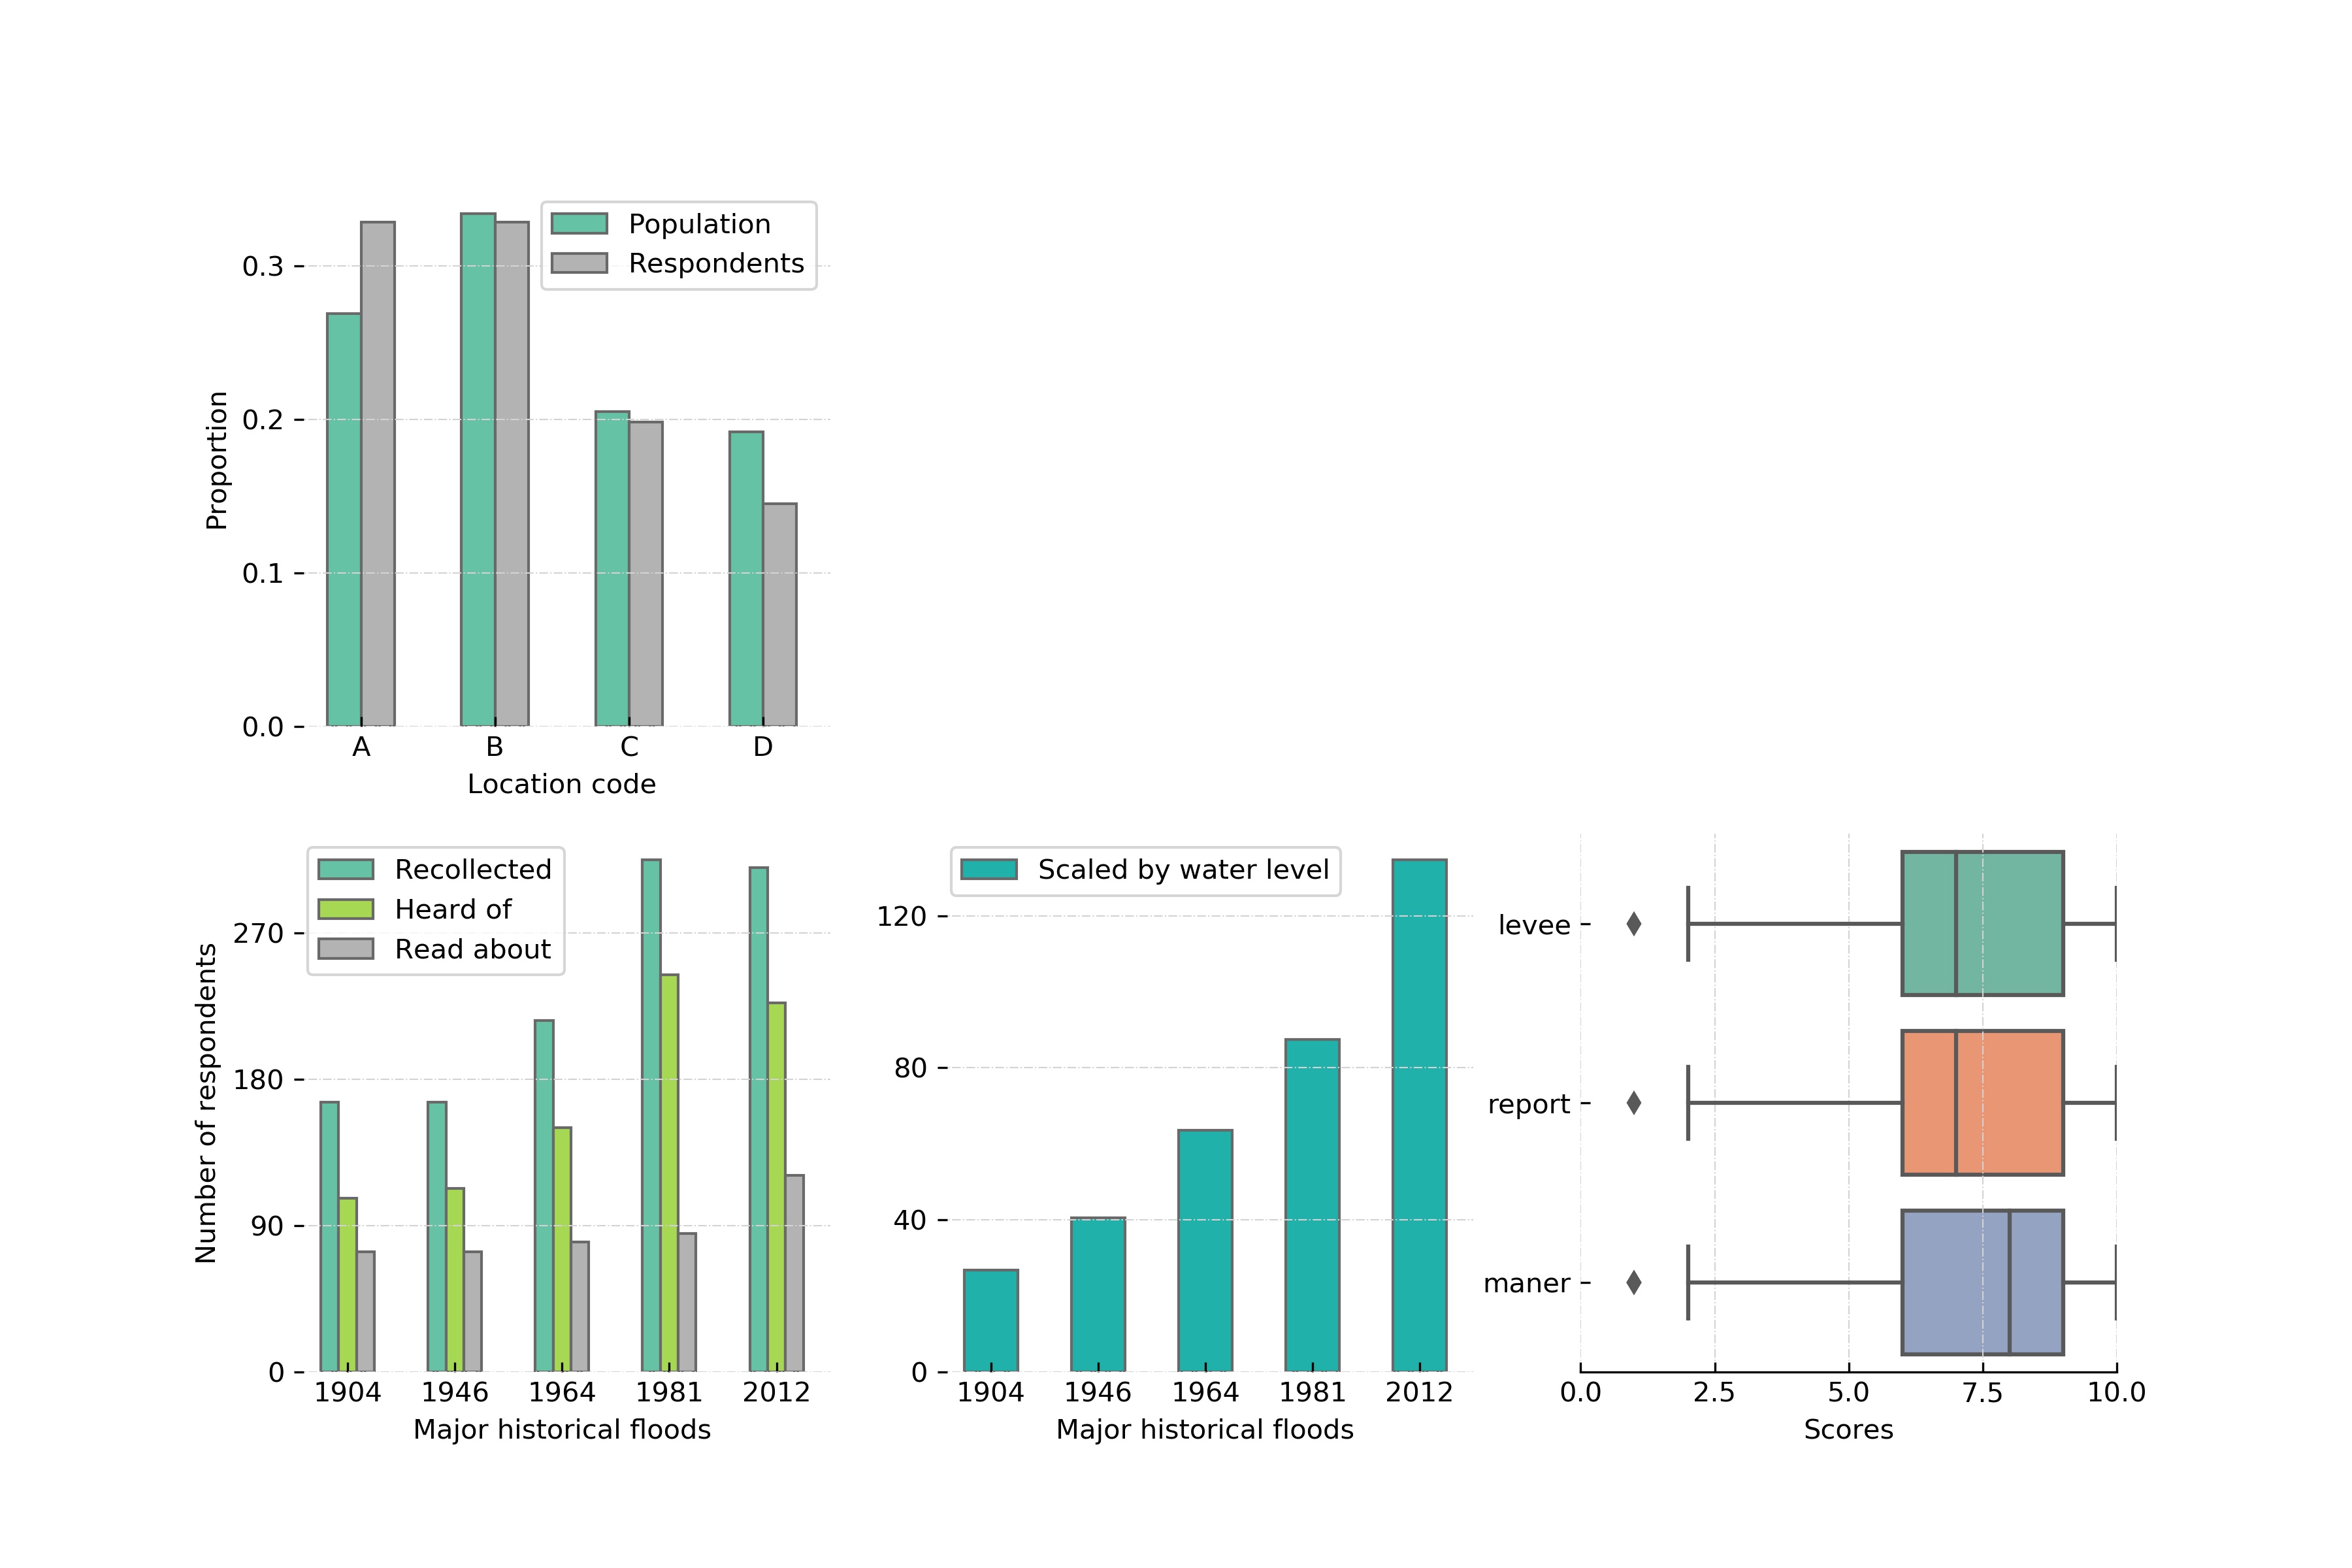 Population
Respondents
0.3
0.2
0.1
0.0
Proportion
A B C D
Location code
Recollected
Heard of
Read about
270
180
90
0
Number of respondents
1904 1946 1964 1981 2012
Major historical floods
Scaled by water level
120
80
40
0
1904 1946 1964 1981 2012
Major historical floods
levee
report
maner
0.0 2.5 5.0 7.5 10.0
Scores